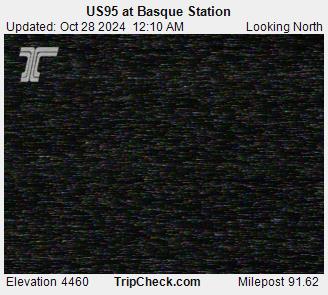 US95 at Basque Station
Updated: Oct 28 2024 12:10 AM Looking North
Elevation 4460 TripCheck.com Milepost 91.62